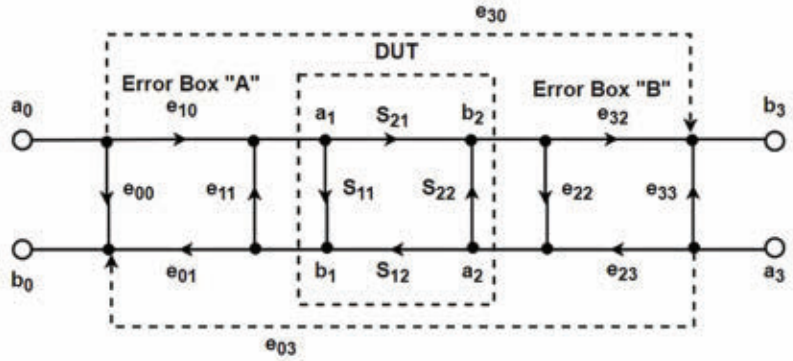 e30
DUT
Error Box "A"
Error Box "B"
e10
a0
a1
S21
b2
e32
b3
e00
e11
S11
S22
e22
e33
b0
e01
b1
S12
a2
e23
a3
e03